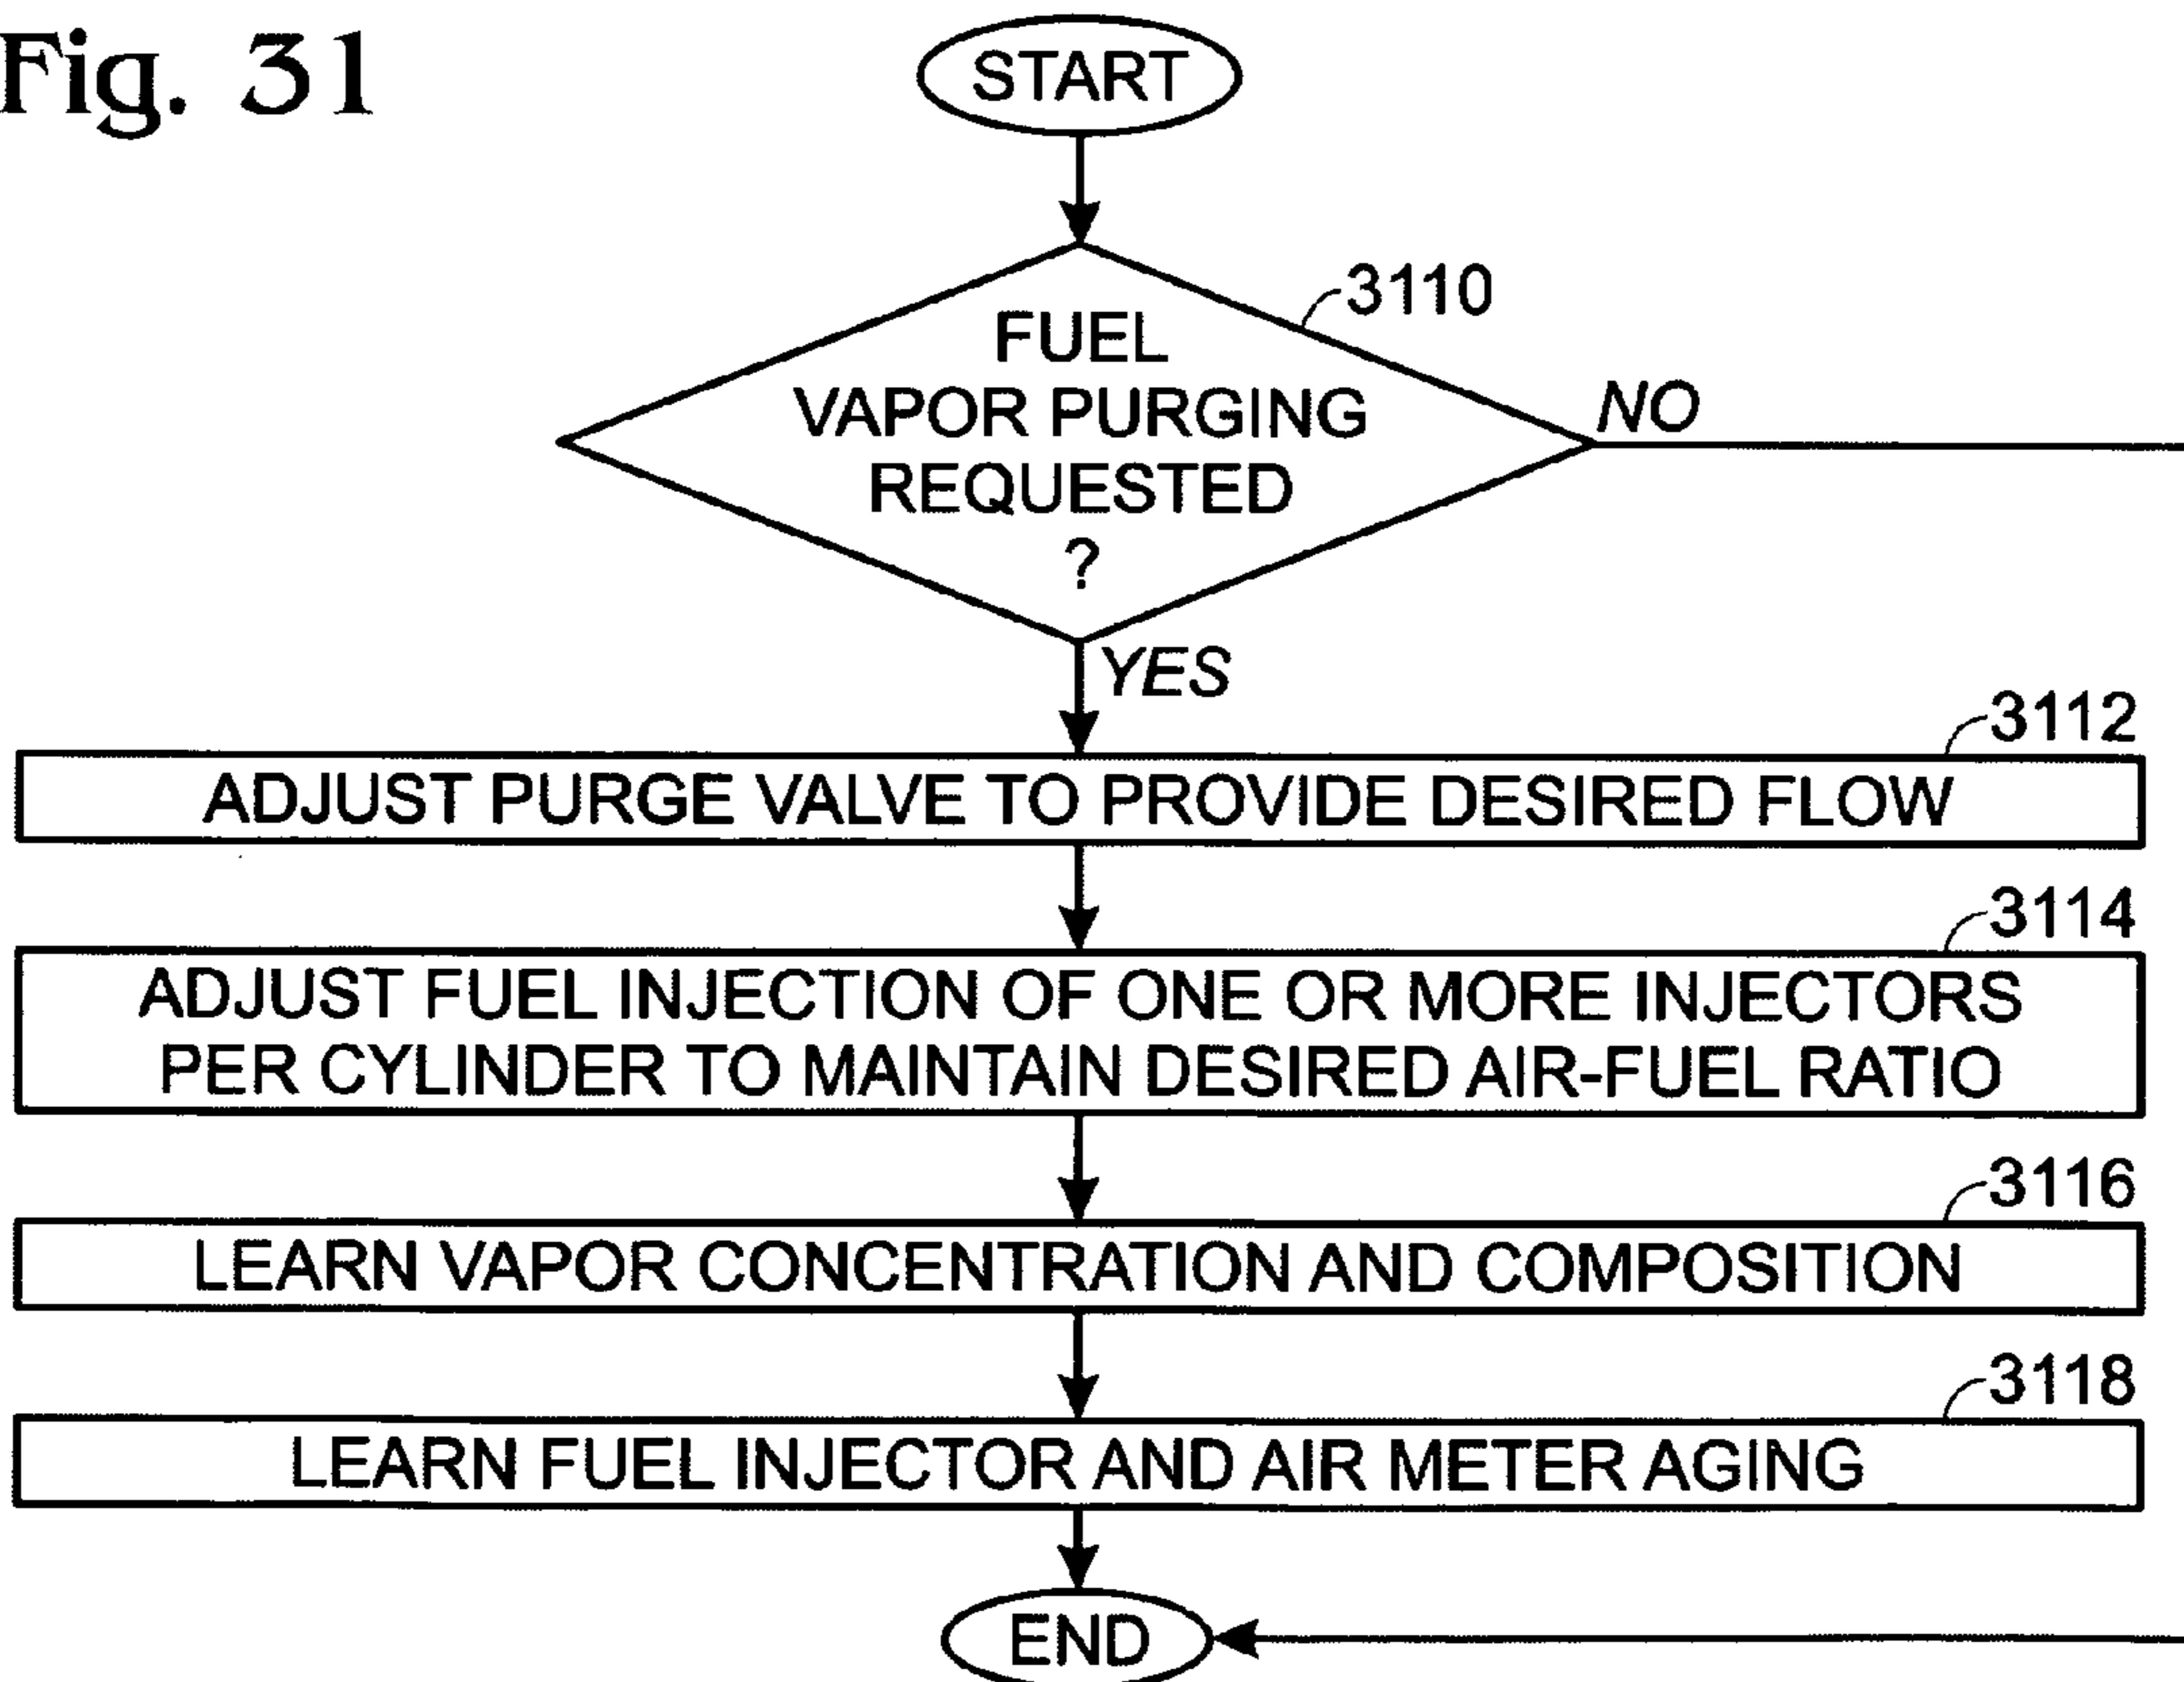 Fig. 31
START
3110
FUEL
VAPOR PURGING
REQUESTED
?
NO
YES
3112
ADJUST PURGE VALVE TO PROVIDE DESIRED FLOW
3114
ADJUST FUEL INJECTION OF ONE OR MORE INJECTORS
PER CYLINDER TO MAINTAIN DESIRED AIR-FUEL RATIO
3116
LEARN VAPOR CONCENTRATION AND COMPOSITION
3118
LEARN FUEL INJECTOR AND AIR METER AGING
END